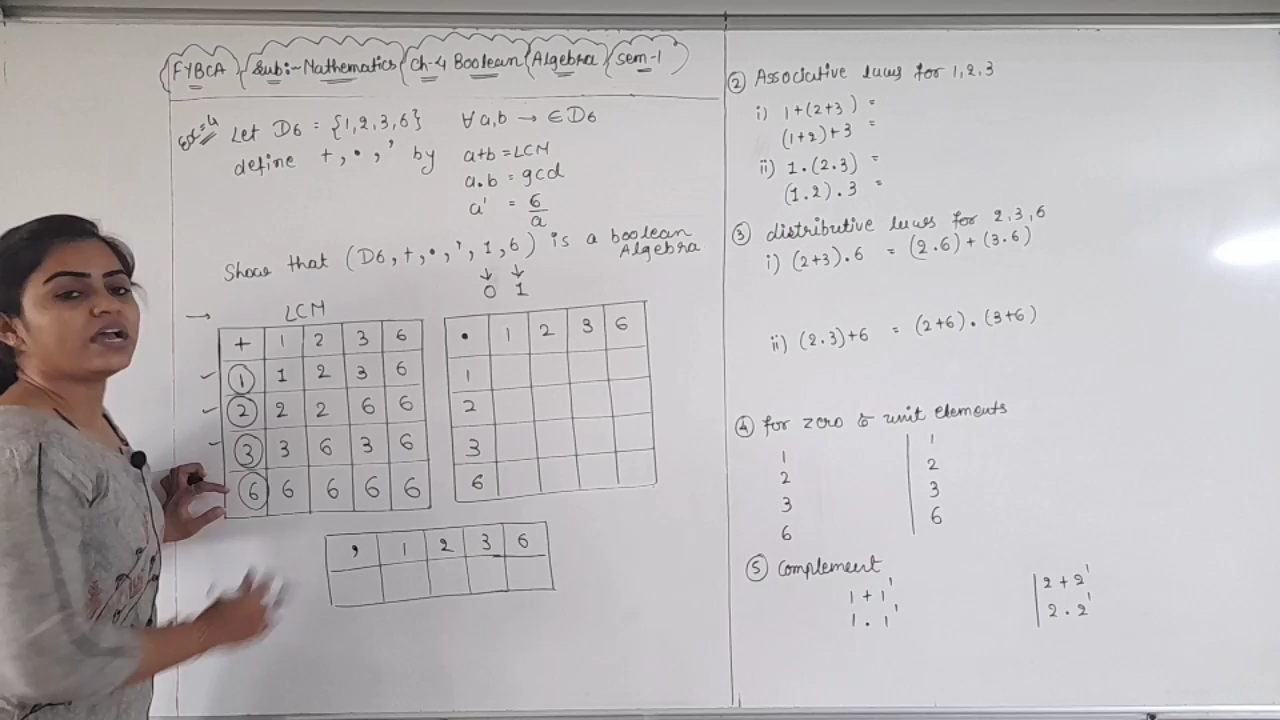 FYBCA Sub:- Mathematics Ch-4 Boolean Algebra Sem-1
Ex:-4 Let D6 = {1,2,3,6} ∀a,b → ∈D6
define +, •, ' by a+b = LCM
a.b = gcd
a' = 6/a
Show that (D6, +, •, ', 1, 6) is a boolean Algebra
↓ ↓
0 1
→ LCM
+ 1 2 3 6
1 1 2 3 6
2 2 2 6 6
3 3 6 3 6
6 6 6 6 6
• 1 2 3 6
1
2
3
6
, 1 2 3 6
② Associative laws for 1,2,3
i) 1+(2+3) =
(1+2)+3 =
ii) 1.(2.3) =
(1.2).3 =
③ distributive laws for 2,3,6
i) (2+3).6 = (2.6)+(3.6)
ii) (2.3)+6 = (2+6).(3+6)
④ for zero & unit elements
1 | 1
2 | 2
3 | 3
6 | 6
⑤ Complement
1+1' | 2+2'
1.1' | 2.2'